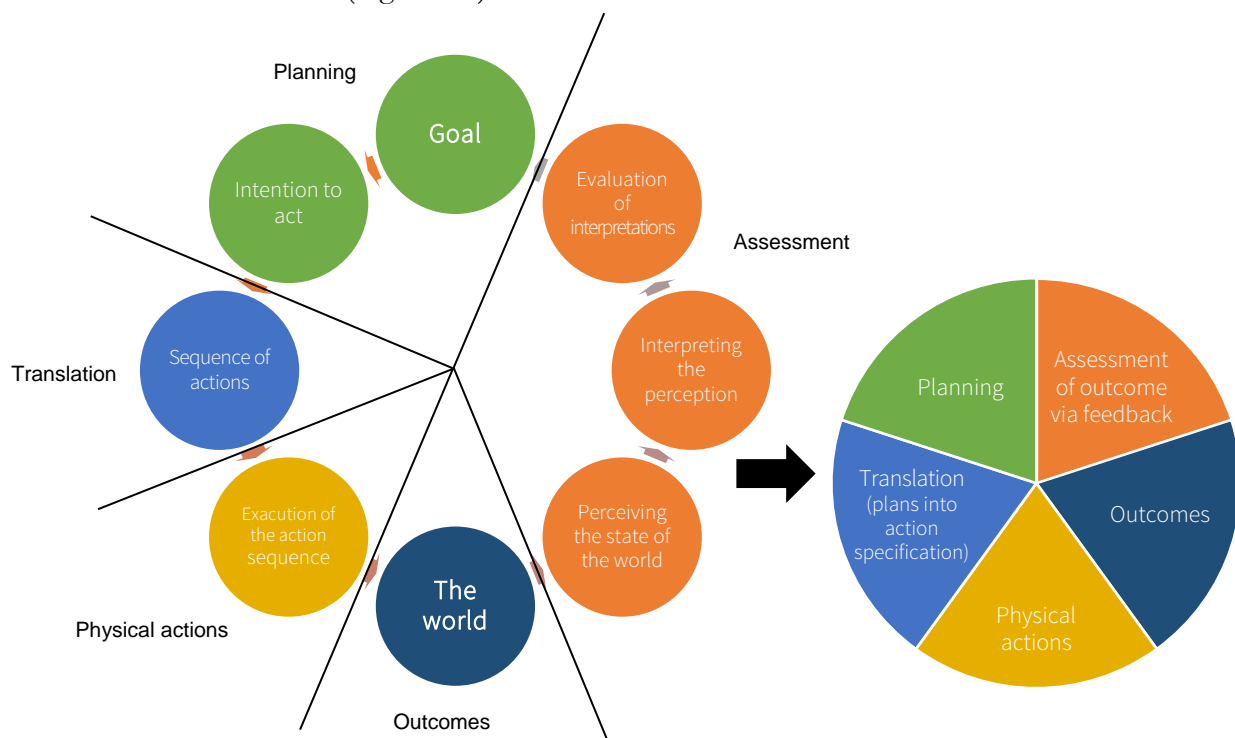 Planning
Goal
Intention to
act
Evaluation
of
interpretations
Assessment
Translation
Sequence of
actions
Interpreting
the
perception
Physical actions
Exacution of
the action
sequence
The
world
Perceiving
the state of
the world
Outcomes
Planning
Assessment
of outcome
via feedback
Translation
(plans into
action
specification)
Outcomes
Physical
actions